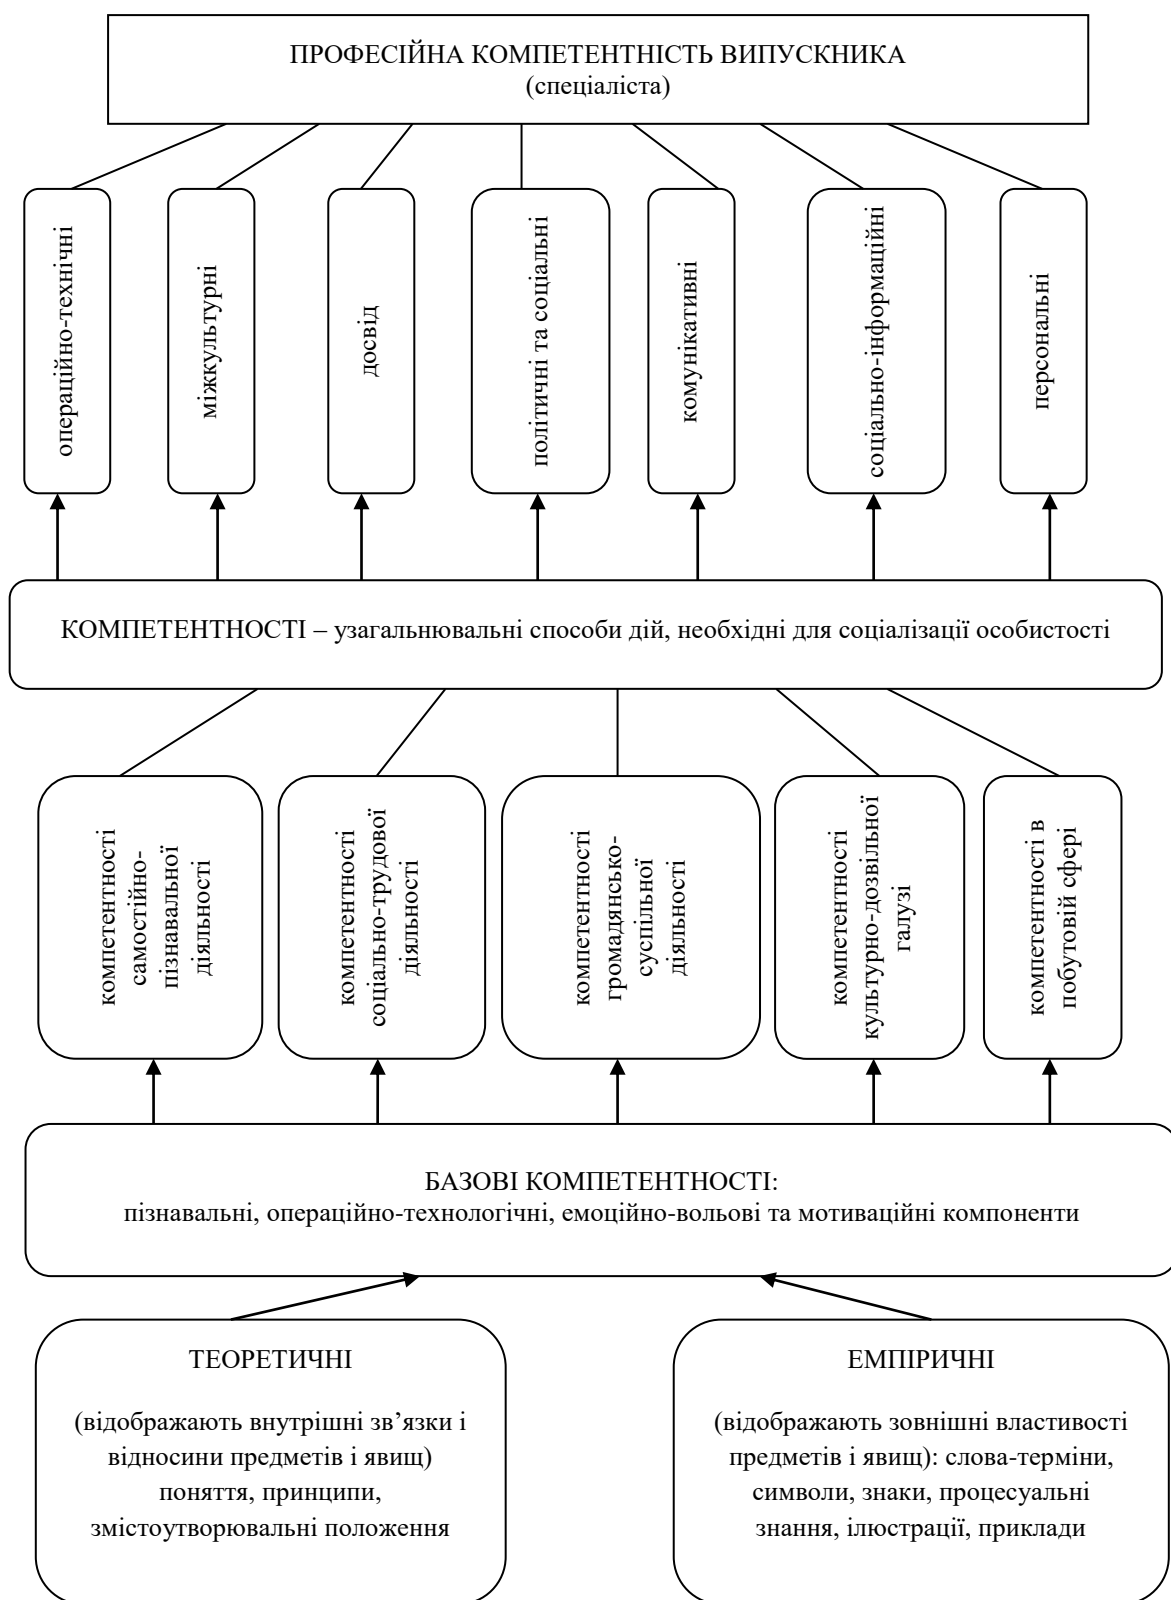 ПРОФЕСІЙНА КОМПЕТЕНТНІСТЬ ВИПУСКНИКА
(спеціаліста)
операційно-технічні
міжкультурні
досвід
політичні та соціальні
комунікативні
соціально-інформаційні
персональні
КОМПЕТЕНТНОСТІ – узагальнювальні способи дій, необхідні для соціалізації особистості
компетентності
самостійно-
пізнавальної
діяльності
компетентності
соціально-трудової
діяльності
компетентності
громадянсько-
суспільної
діяльності
компетентності
культурно-дозвільної
галузі
компетентності в
побутовій сфері
БАЗОВІ КОМПЕТЕНТНОСТІ:
пізнавальні, операційно-технологічні, емоційно-вольові та мотиваційні компоненти
ТЕОРЕТИЧНІ
(відображають внутрішні зв’язки і
відносини предметів і явищ)
поняття, принципи,
змістоутворювальні положення
ЕМПІРИЧНІ
(відображають зовнішні властивості
предметів і явищ): слова-терміни,
символи, знаки, процесуальні
знання, ілюстрації, приклади